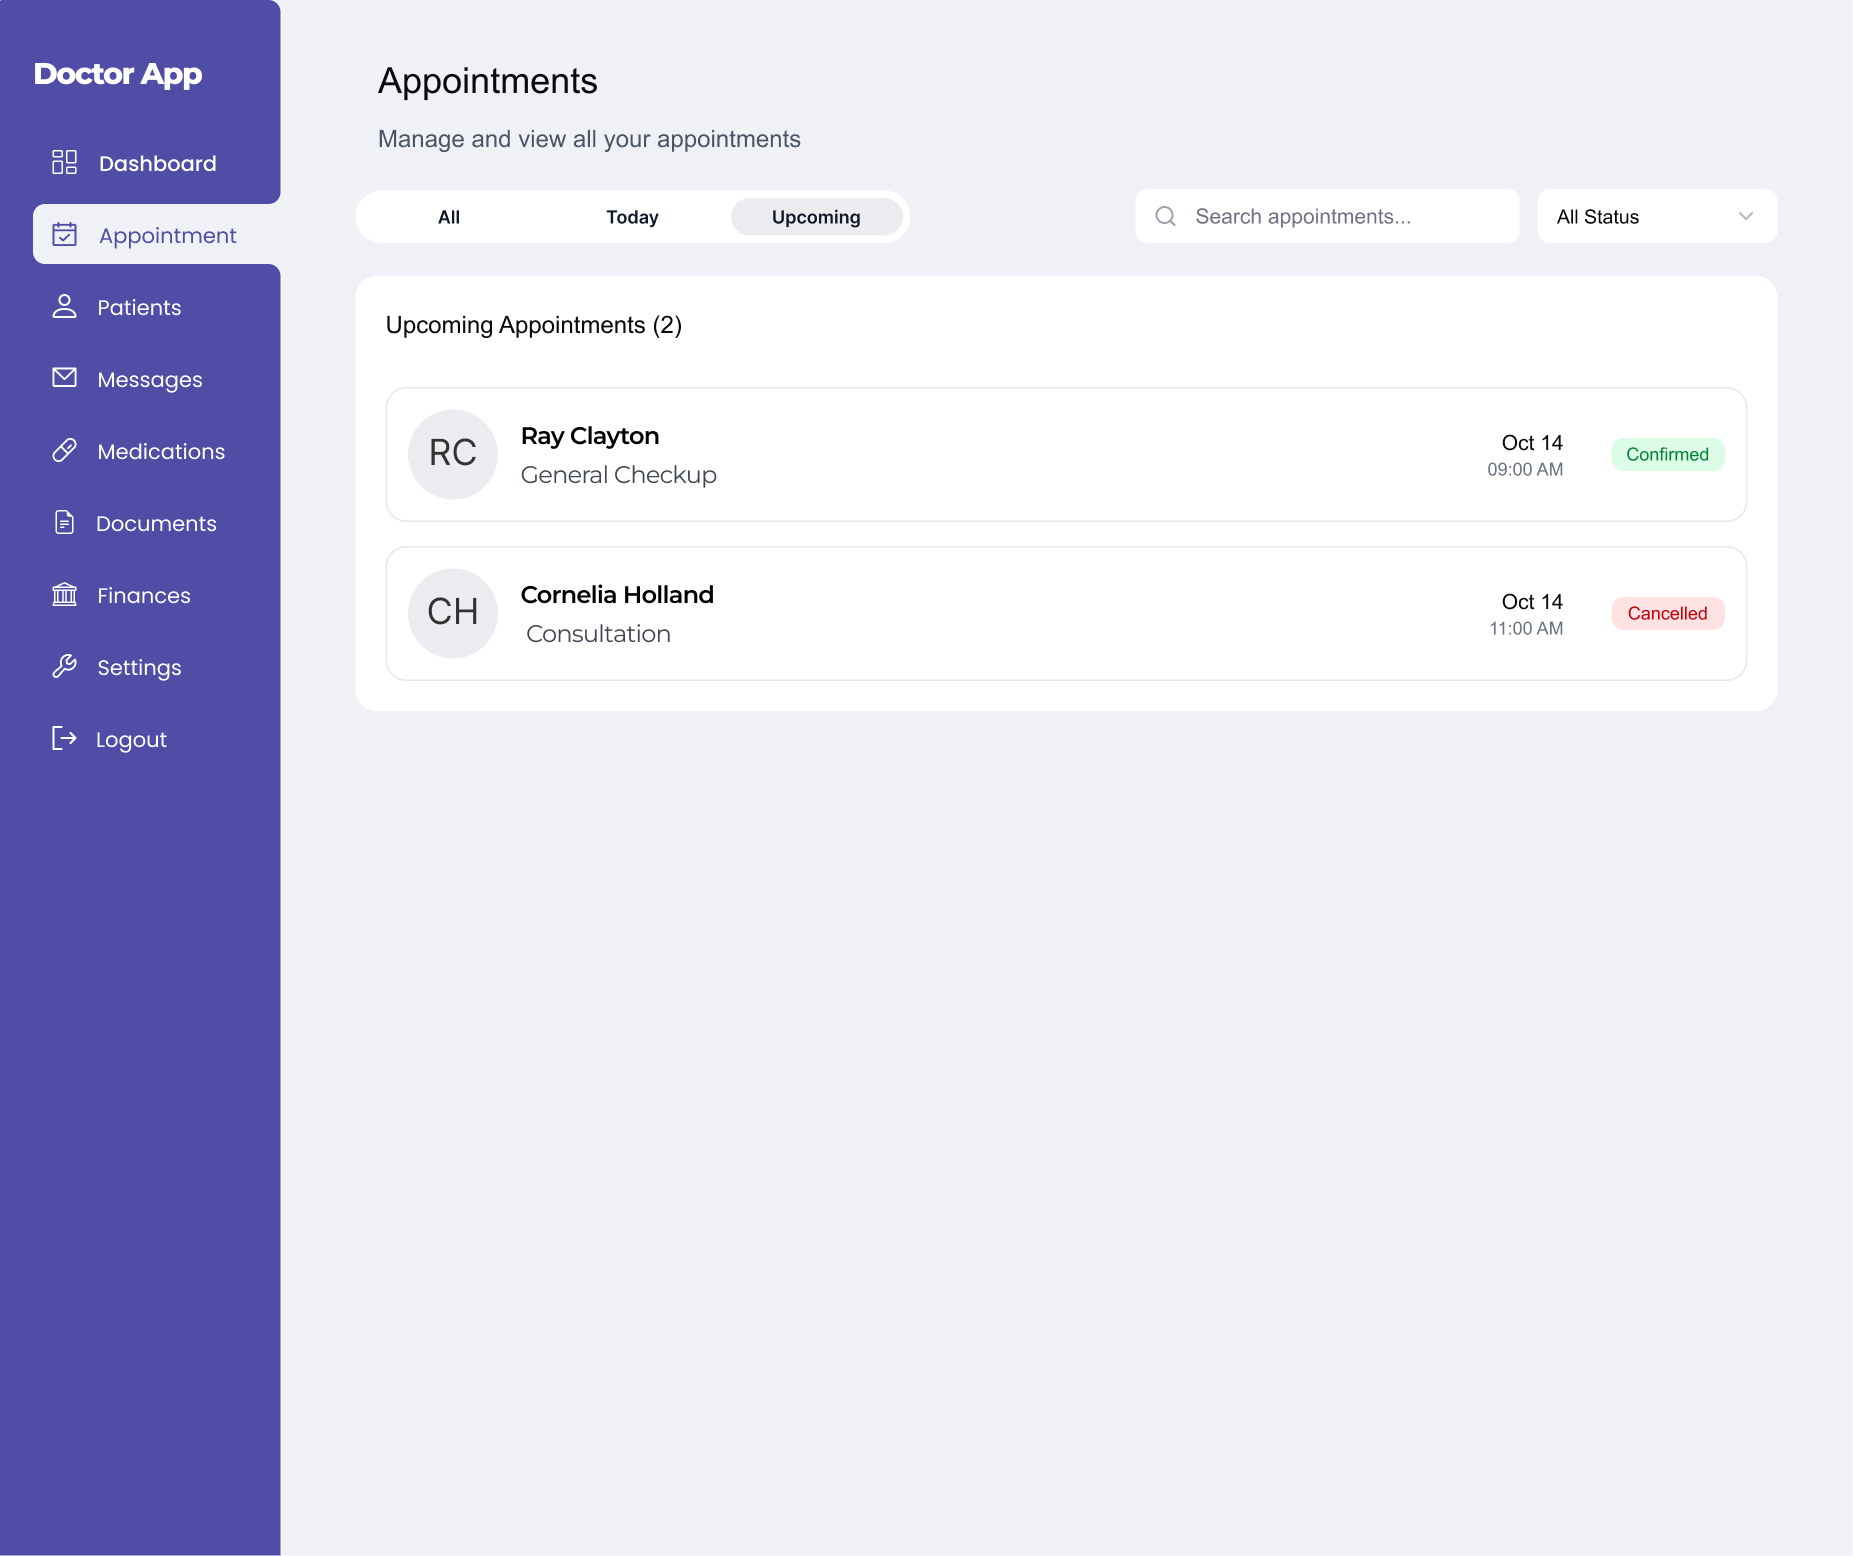 Doctor App
Dashboard
Appointment
Patients
Messages
Medications
Documents
Finances
Settings
Logout
Appointments
Manage and view all your appointments
All
Today
Upcoming
Search appointments...
All Status
Upcoming Appointments (2)
RC
Ray Clayton
General Checkup
Oct 14
09:00 AM
Confirmed
CH
Cornelia Holland
Consultation
Oct 14
11:00 AM
Cancelled